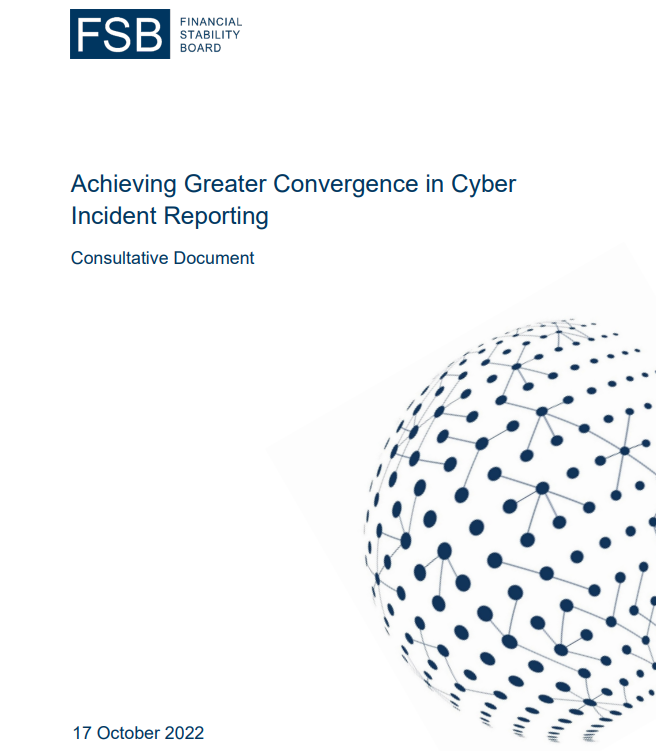 FSB
FINANCIAL
STABILITY
BOARD
Achieving Greater Convergence in Cyber
Incident Reporting
Consultative Document
17 October 2022